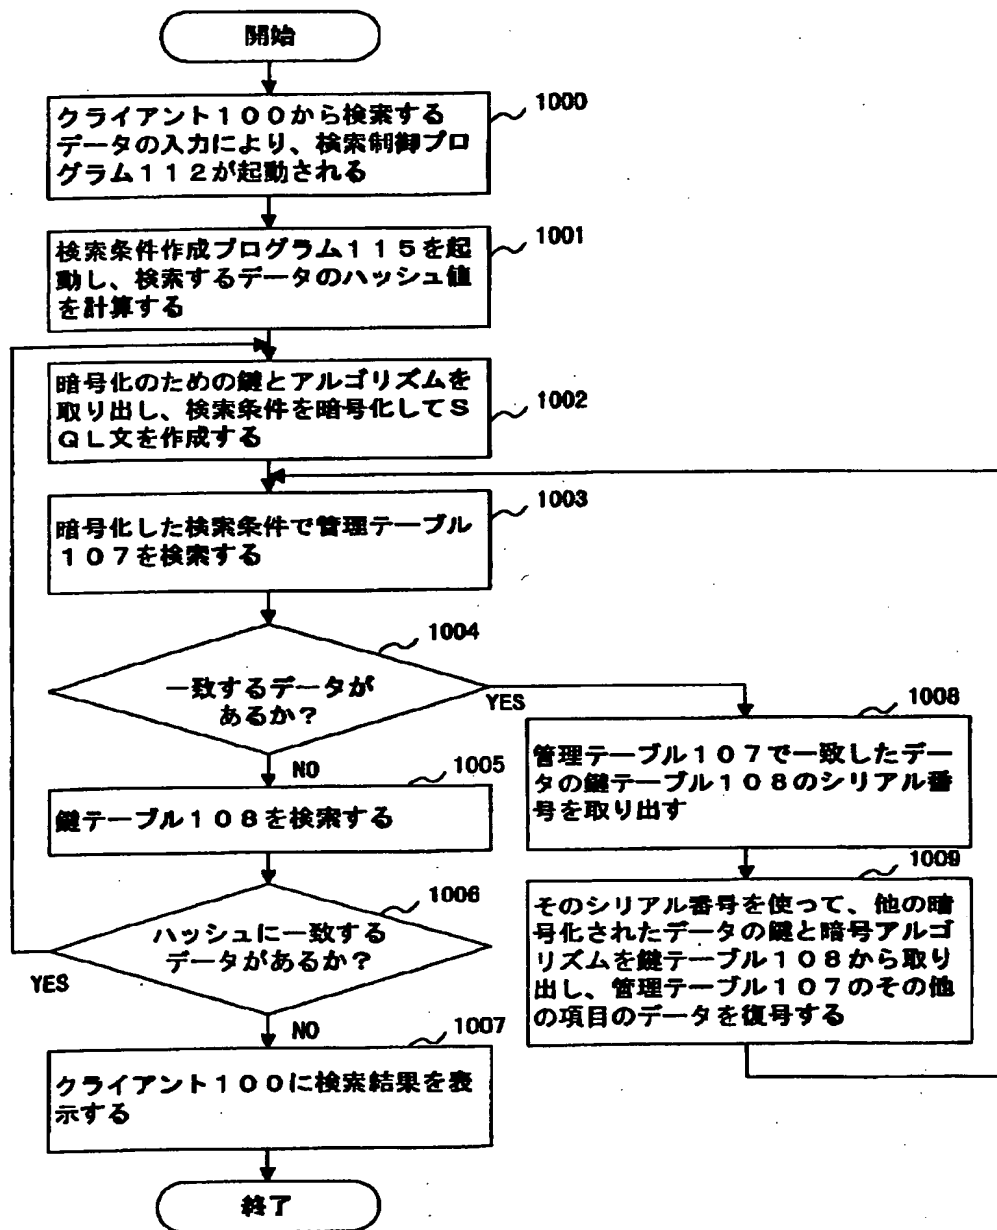 開始
1000
クライアント100から検索する
データの入力により、検索制御プロ
グラム112が起動される
1001
検索条件作成プログラム115を起
動し、検索するデータのハッシュ値
を計算する
1002
暗号化のための鍵とアルゴリズムを
取り出し、検索条件を暗号化してS
QL文を作成する
1003
暗号化した検索条件で管理テーブル
107を検索する
1004
一致するデータが
あるか?
YES
NO
1005
鍵テーブル108を検索する
1006
ハッシュに一致する
データがあるか?
YES
NO
1007
クライアント100に検索結果を表
示する
終了
1008
管理テーブル107で一致したデー
タの鍵テーブル108のシリアル番
号を取り出す
1009
そのシリアル番号を使って、他の暗
号化されたデータの鍵と暗号アルゴ
リズムを鍵テーブル108から取り
出し、管理テーブル107のその他
の項目のデータを復号する